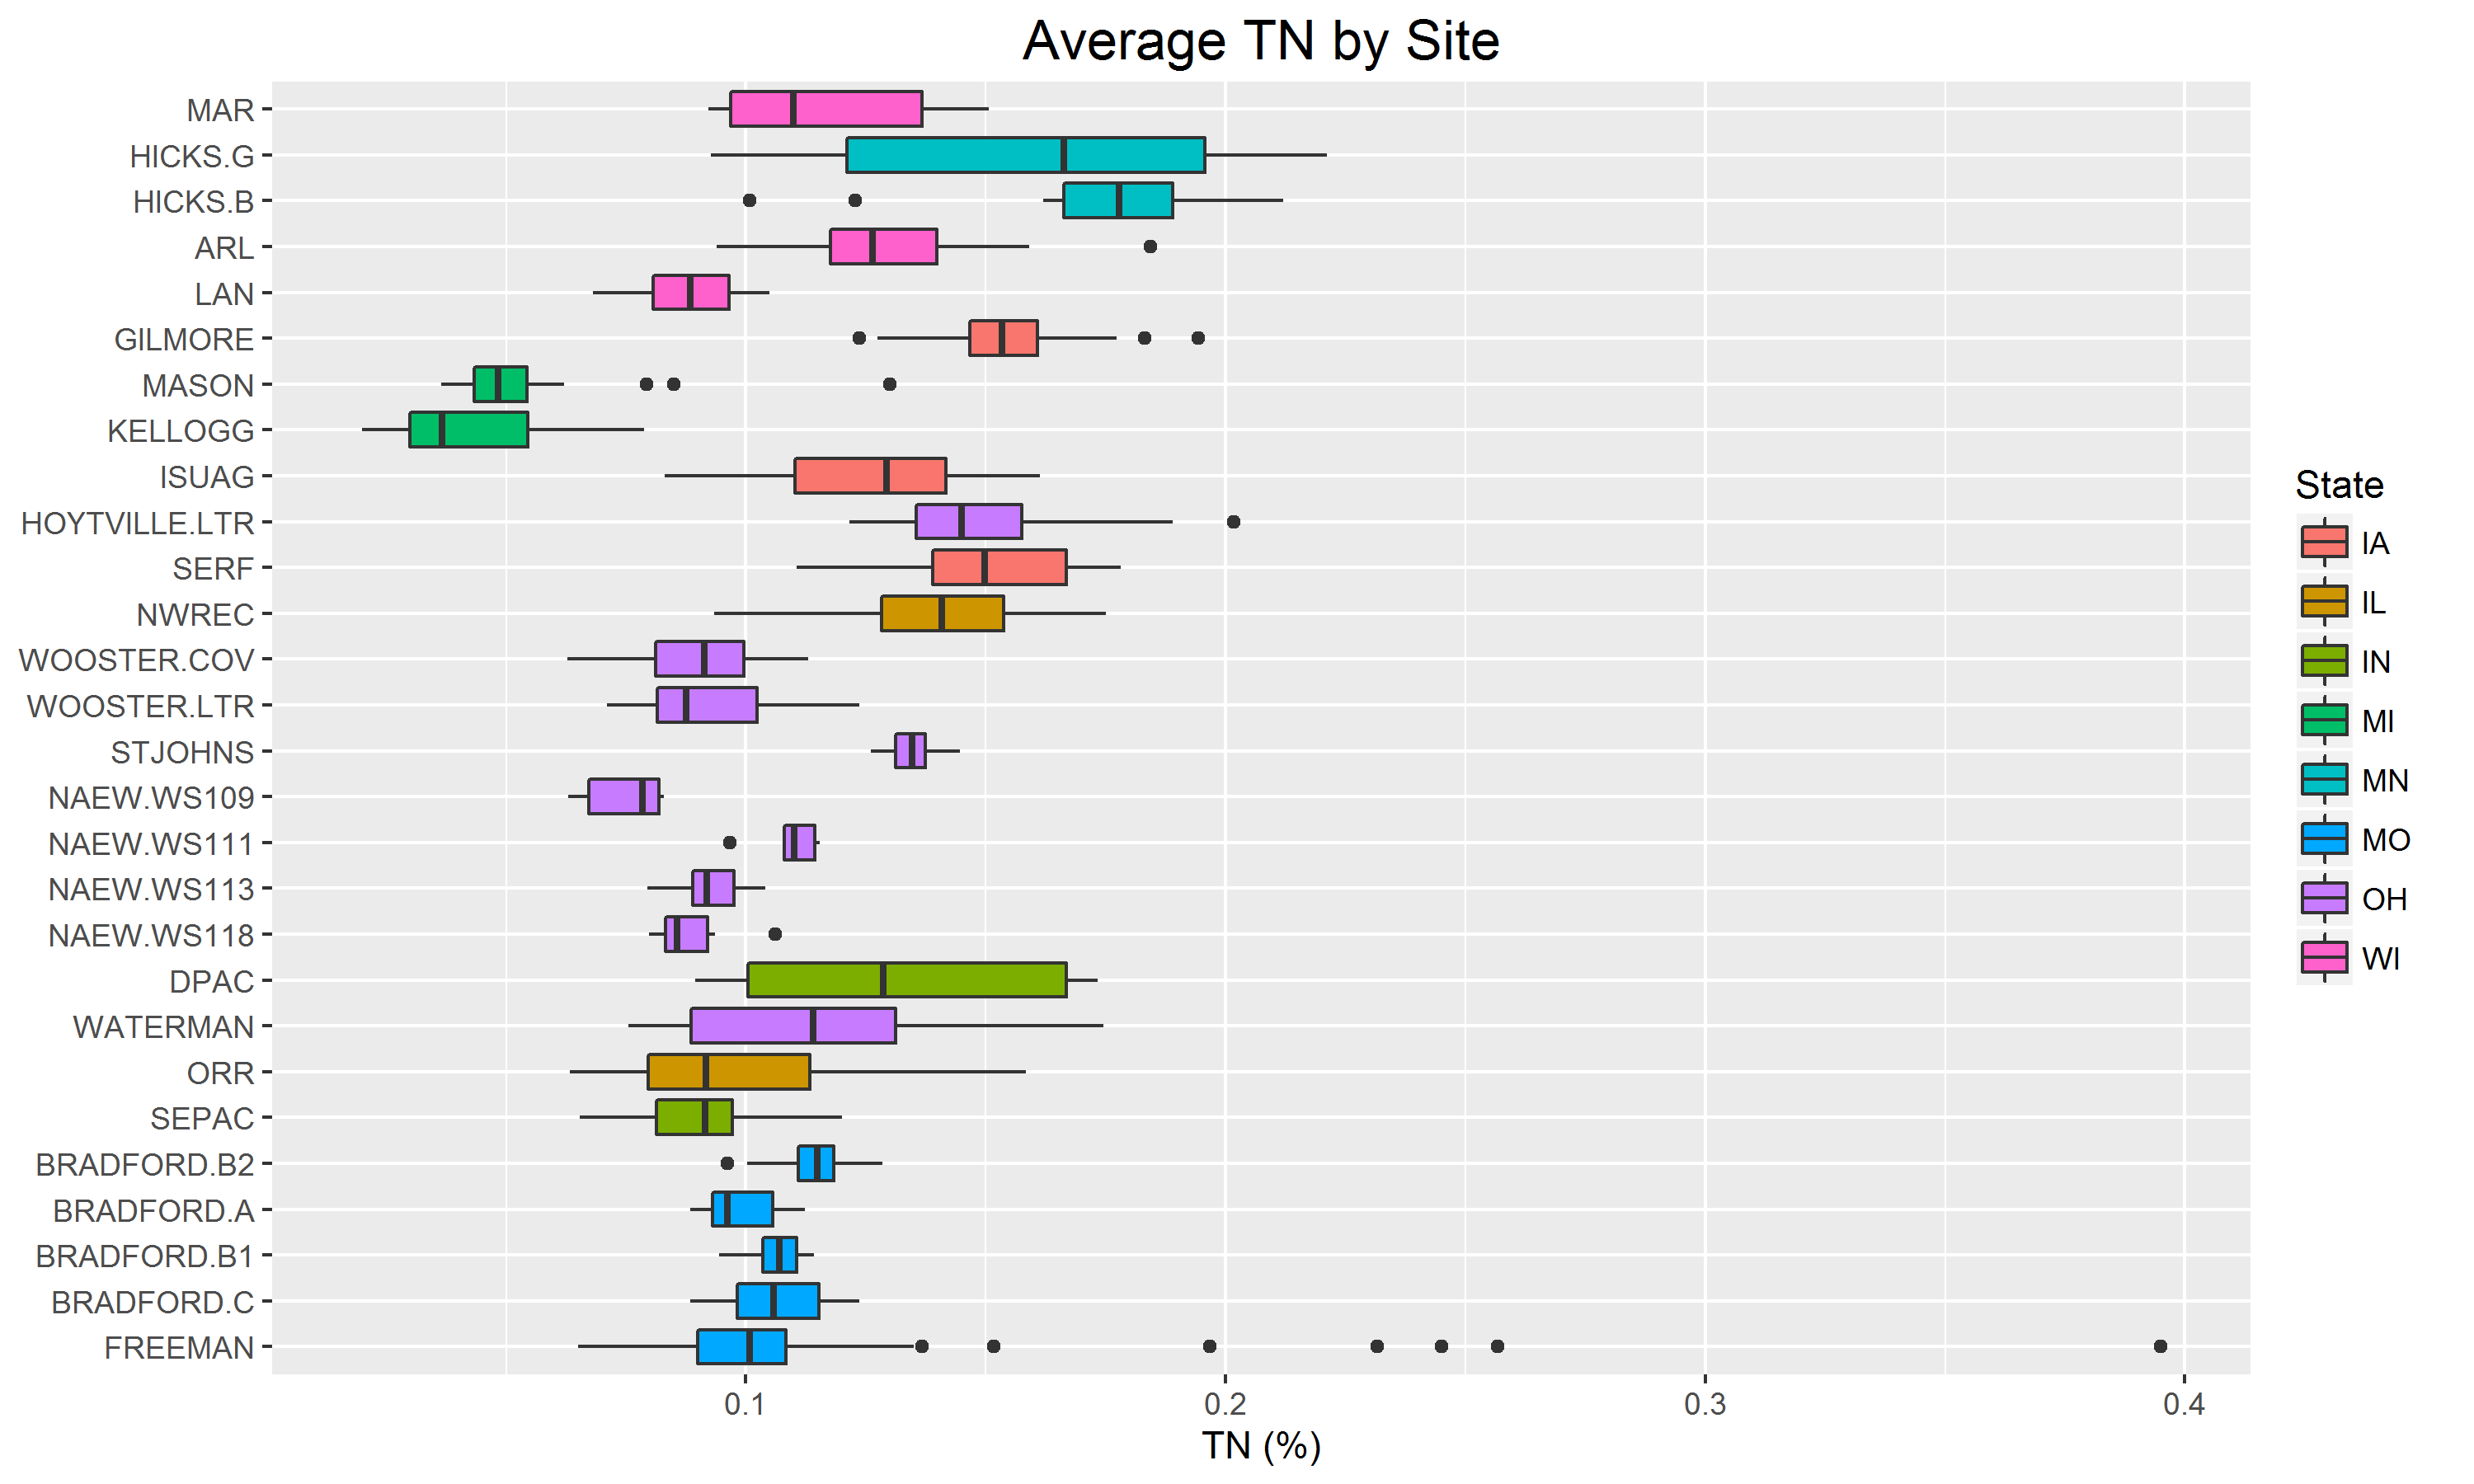 Average TN by Site
MAR
HICKS.G
HICKS.B
ARL
LAN
GILMORE
MASON
KELLOGG
ISUAG
HOYTVILLE.LTR
SERF
NWREC
WOOSTER.COV
WOOSTER.LTR
STJOHNS
NAEW.WS109
NAEW.WS111
NAEW.WS113
NAEW.WS118
DPAC
WATERMAN
ORR
SEPAC
BRADFORD.B2
BRADFORD.A
BRADFORD.B1
BRADFORD.C
FREEMAN
0.1 0.2 0.3 0.4
TN (%)
State
IA
IL
IN
MI
MN
MO
OH
WI